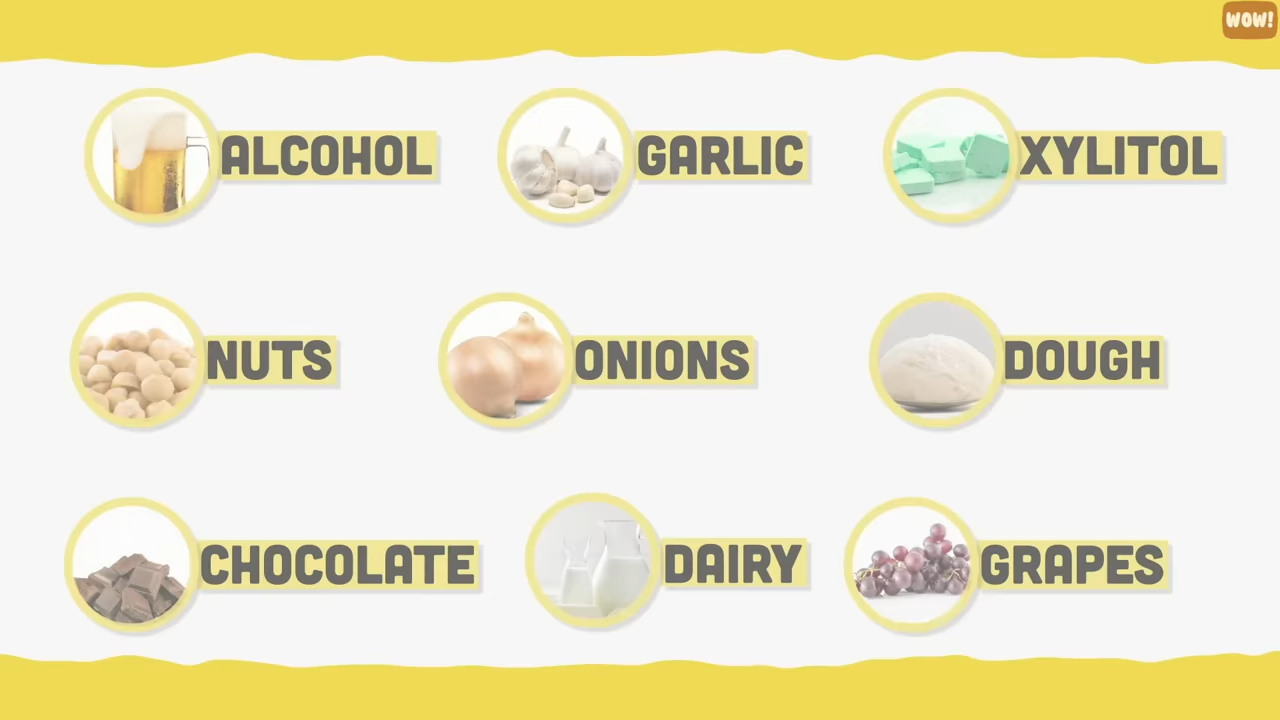 WOW!
ALCOHOL
GARLIC
XYLITOL
NUTS
ONIONS
DOUGH
CHOCOLATE
DAIRY
GRAPES